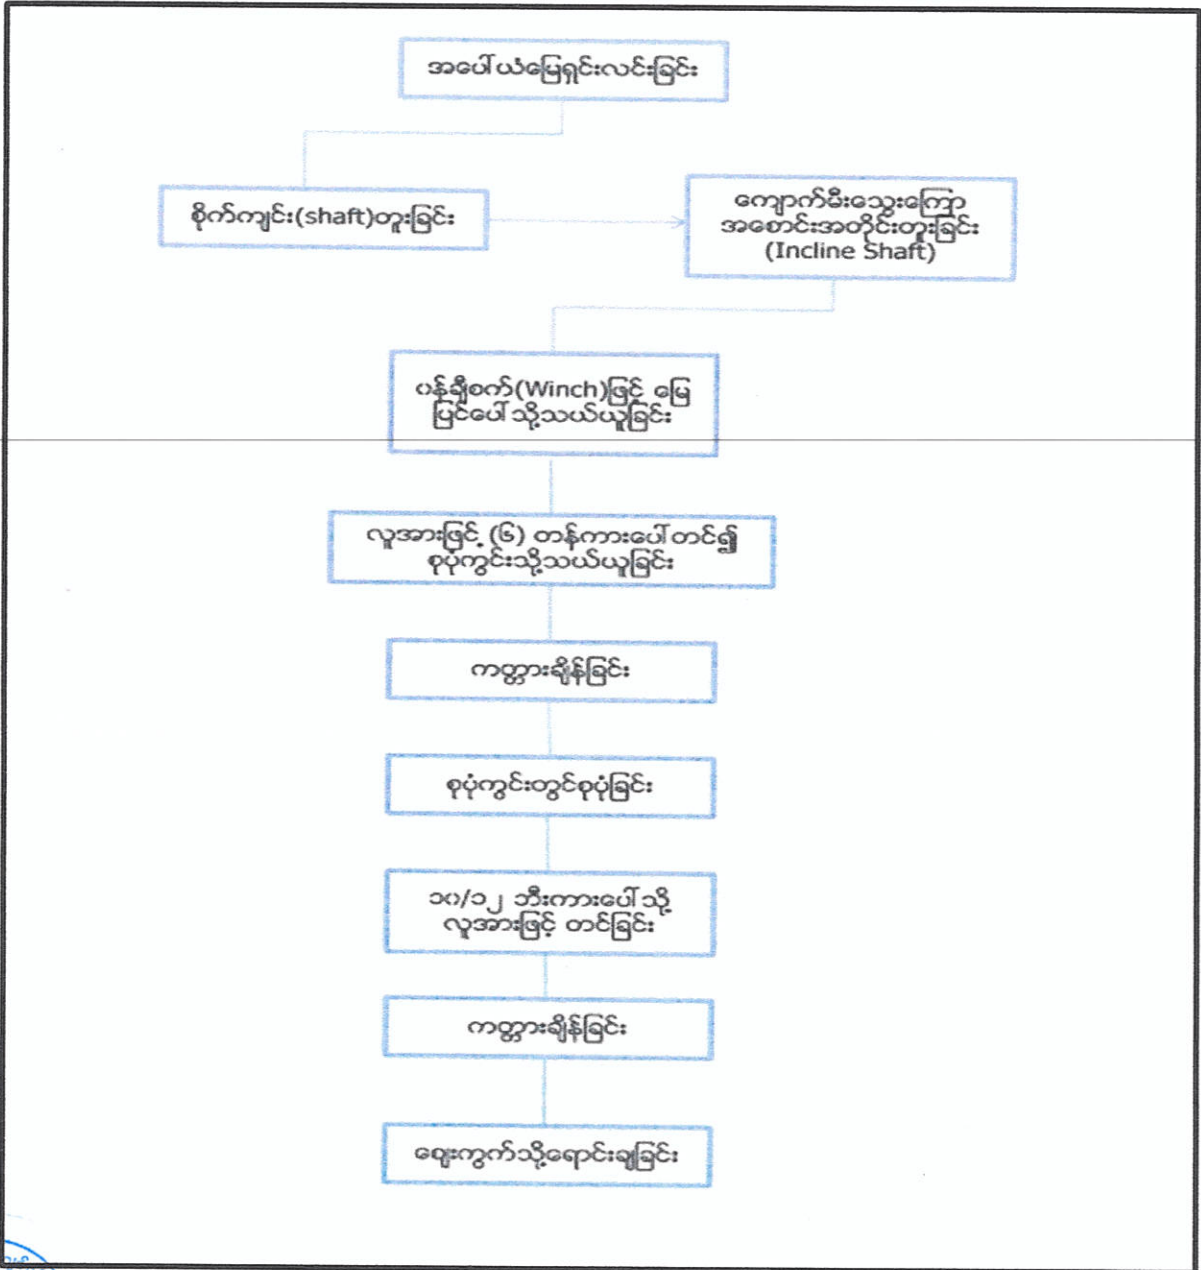 အပေါ်ယံမြေရှင်းလင်းခြင်း
စိုက်ကျင်း(shaft)တူးခြင်း
ကျောက်မီးသွေးကြော
အစောင်းအတိုင်းတူးခြင်း
(Incline Shaft)
ဝန်ချီစက်(Winch)ဖြင့် မြေ
ပြင်ပေါ်သို့သယ်ယူခြင်း
လူအားဖြင့် (၆) တန်ကားပေါ်တင်၍
စုပုံကွင်းသို့သယ်ယူခြင်း
ကတ္တားချိန်ခြင်း
စုပုံကွင်းတွင်စုပုံခြင်း
၁၀/၁၂ ဘီးကားပေါ်သို့
လူအားဖြင့် တင်ခြင်း
ကတ္တားချိန်ခြင်း
ဈေးကွက်သို့ရောင်းချခြင်း